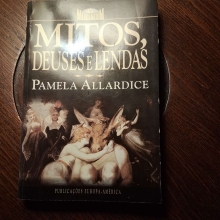 MITOS,
DEUSES E LENDAS
PAMELA ALLARDICE
PUBLICAÇÕES EUROPA-AMÉRICA